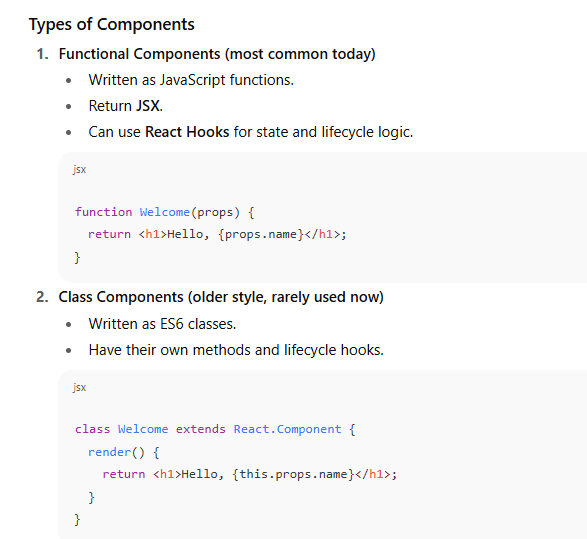 Types of Components
1. Functional Components (most common today)
• Written as JavaScript functions.
• Return JSX.
• Can use React Hooks for state and lifecycle logic.
jsx
function Welcome(props) {
  return <h1>Hello, {props.name}</h1>;
}
2. Class Components (older style, rarely used now)
• Written as ES6 classes.
• Have their own methods and lifecycle hooks.
jsx
class Welcome extends React.Component {
  render() {
    return <h1>Hello, {this.props.name}</h1>;
  }
}